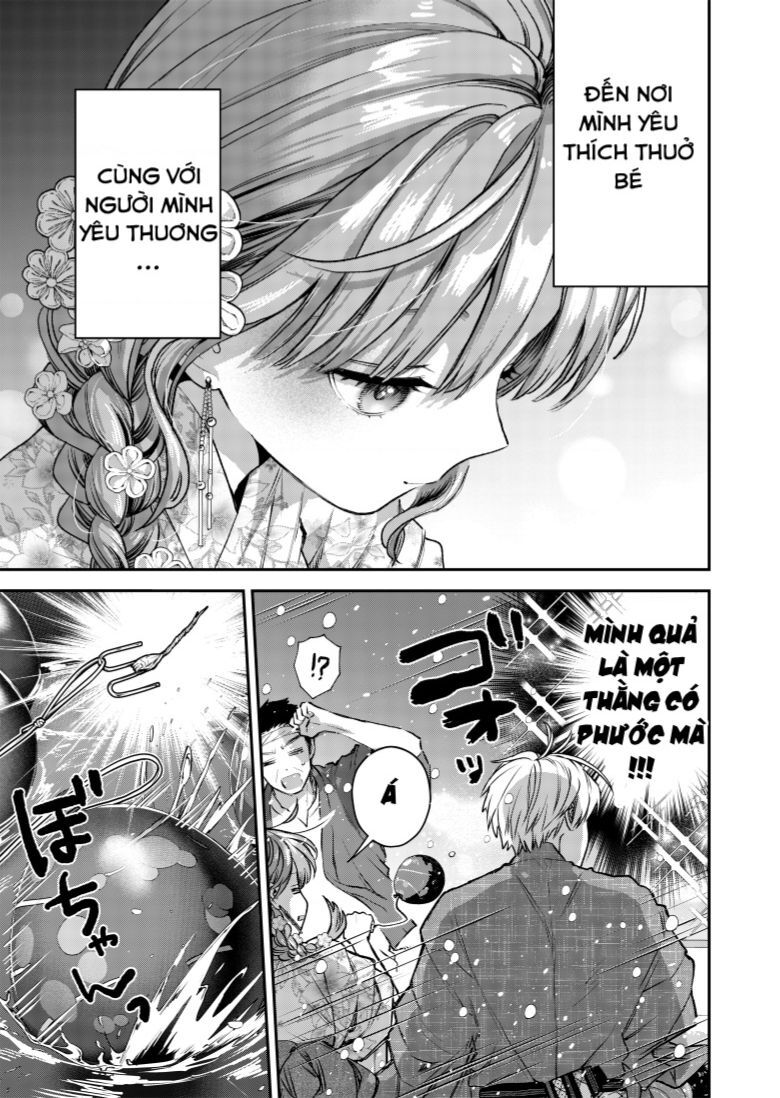 ĐẾN NƠI
MÌNH YÊU
THÍCH THUỞ
BÉ
CÙNG VỚI
NGƯỜI MÌNH
YÊU THUƠNG
...
MÌNH QUẢ
LÀ MỘT
THẰNG CÓ
PHƯỚC MÀ
!!!
ゴオッ!!
!?
Á
ぼちゃんっ